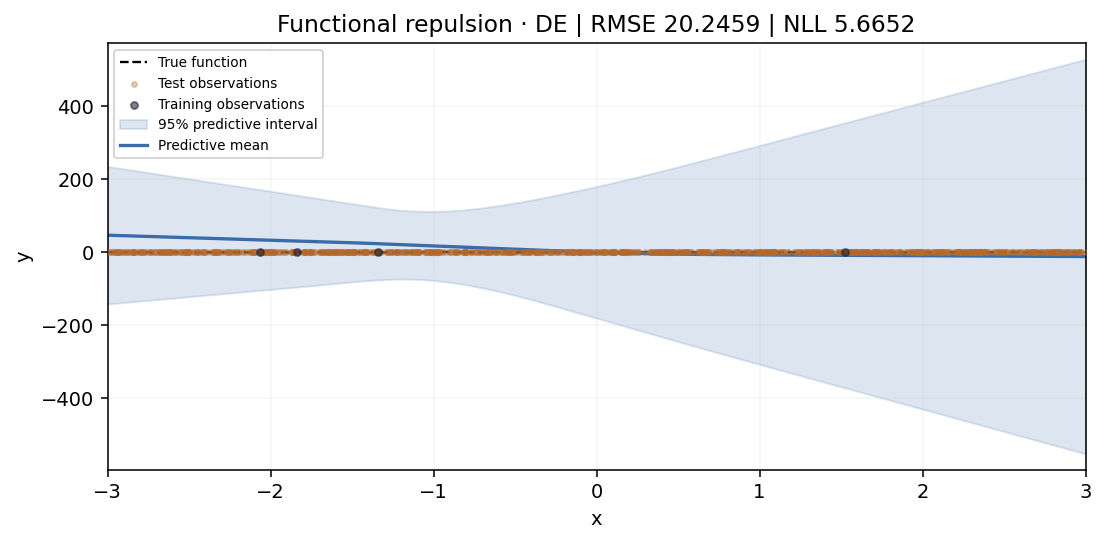 Functional repulsion · DE | RMSE 20.2459 | NLL 5.6652
True function
Test observations
Training observations
95% predictive interval
Predictive mean
400
200
0
−200
−400
y
−3
−2
−1
0
1
2
3
x